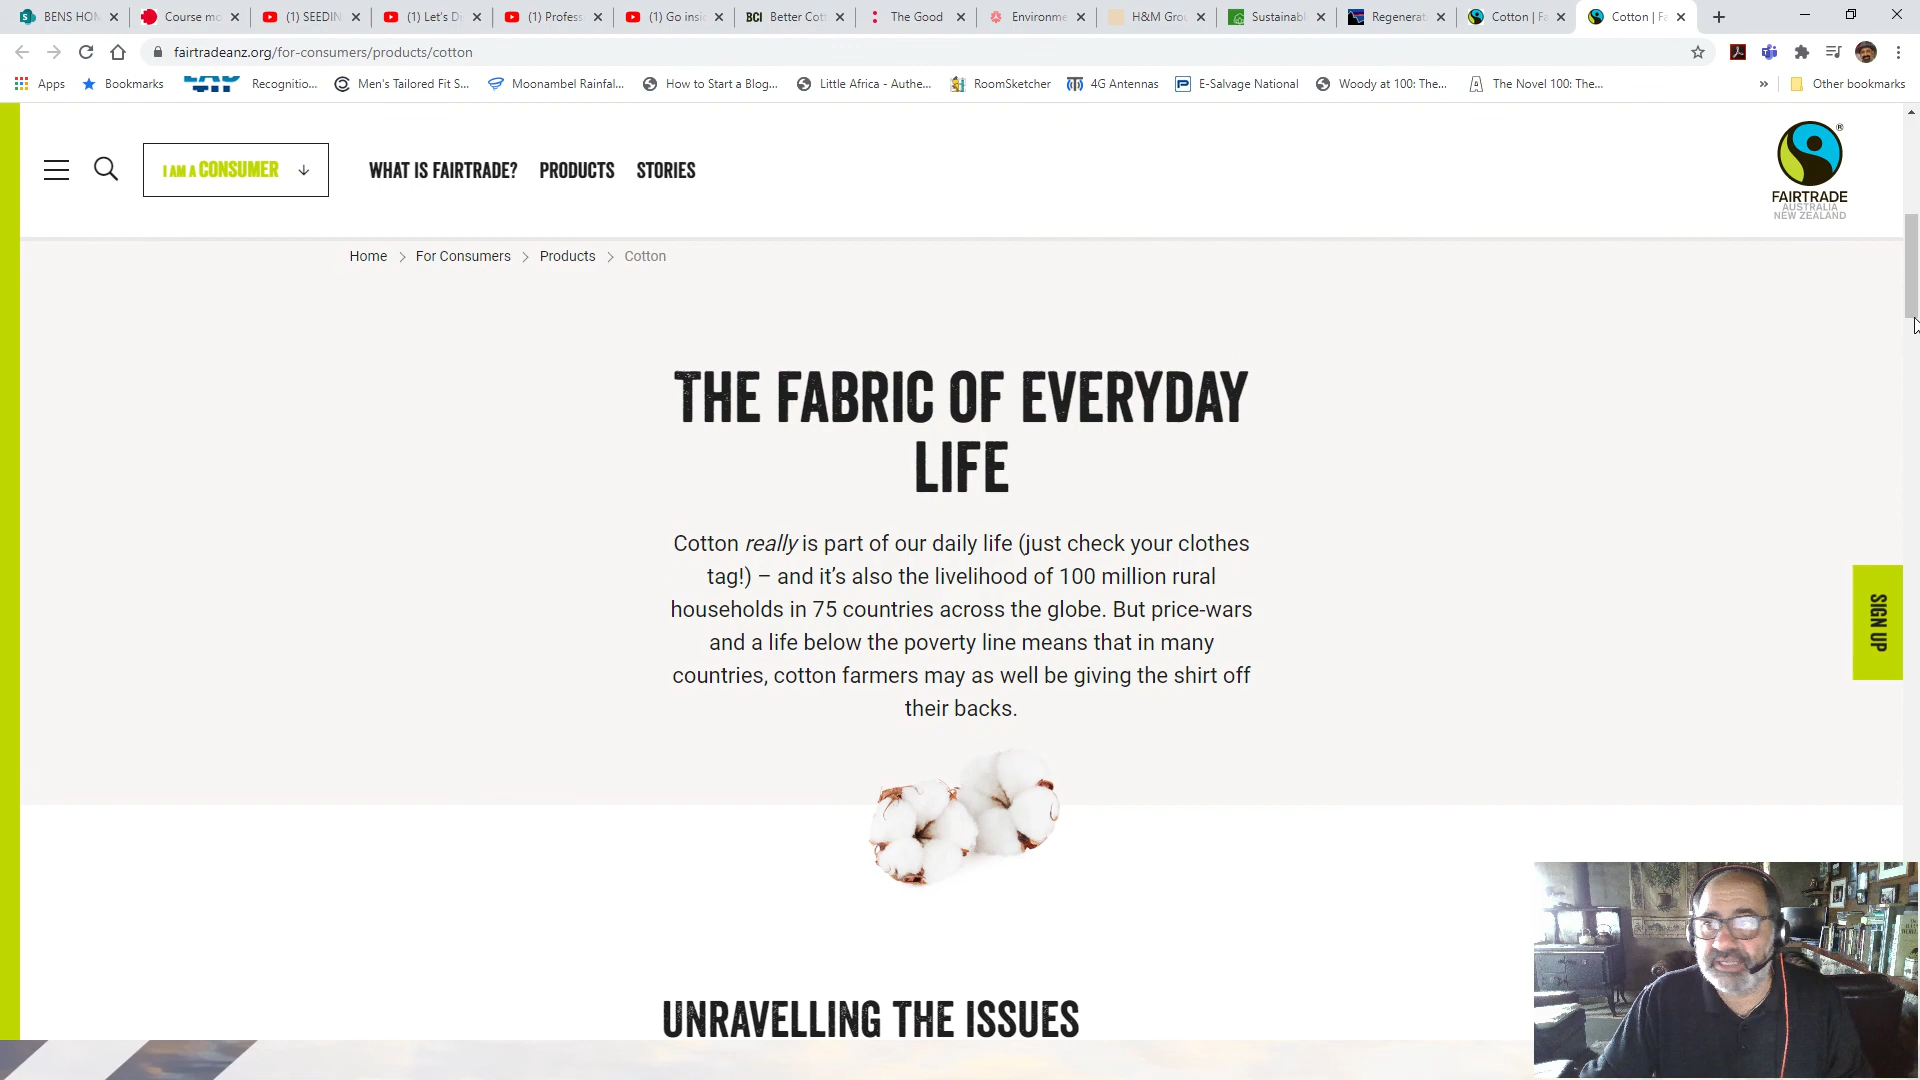 BENS HOM
Course mo
(1) SEEDIN
(1) Let's D
(1) Profess
(1) Go insi
BCI Better Cot
The Good
Environme
H&M Grou
Sustainabl
Regenerat
Cotton | Fa
Cotton | Fa
fairtradeanz.org/for-consumers/products/cotton
Apps
Bookmarks
Recognitio...
Men's Tailored Fit S...
Moonambel Rainfal...
How to Start a Blog...
Little Africa - Authe...
RoomSketcher
4G Antennas
E-Salvage National
Woody at 100: The...
The Novel 100: The...
»
Other bookmarks
I AM A CONSUMER
WHAT IS FAIRTRADE?
PRODUCTS
STORIES
FAIRTRADE
AUSTRALIA
NEW ZEALAND
Home > For Consumers > Products > Cotton
THE FABRIC OF EVERYDAY
LIFE
Cotton really is part of our daily life (just check your clothes
tag!) – and it's also the livelihood of 100 million rural
households in 75 countries across the globe. But price-wars
and a life below the poverty line means that in many
countries, cotton farmers may as well be giving the shirt off
their backs.
SIGN UP
UNRAVELLING THE ISSUES